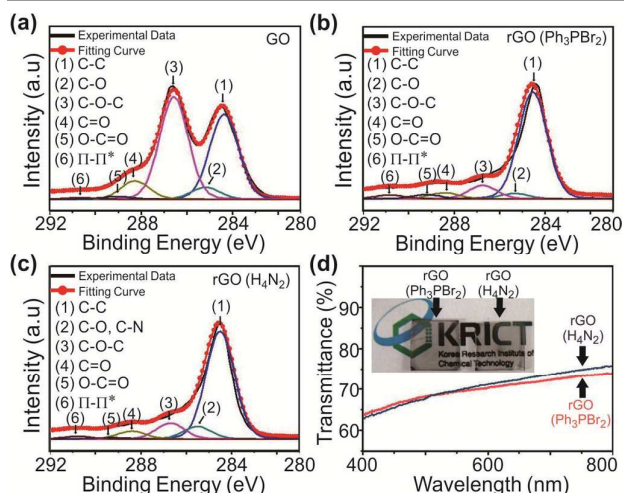 (a)
Experimental Data
Fitting Curve
GO
(1) C-C
(2) C-O
(3) C-O-C
(4) C=O
(5) O-C=O
(6) Π-Π*
(3)
(1)
(6)
(5)
(4)
(2)
Intensity (a.u)
292 288 284 280
Binding Energy (eV)
(b)
Experimental Data
Fitting Curve
rGO (Ph₃PBr₂)
(1) C-C
(2) C-O
(3) C-O-C
(4) C=O
(5) O-C=O
(6) Π-Π*
(1)
(6)
(5)
(4)
(3)
(2)
Intensity (a.u)
292 288 284 280
Binding Energy (eV)
(c)
Experimental Data
Fitting Curve
rGO (H₄N₂)
(1) C-C
(2) C-O, C-N
(3) C-O-C
(4) C=O
(5) O-C=O
(6) Π-Π*
(1)
(6)
(5)
(4)
(3)
(2)
Intensity (a.u)
292 288 284 280
Binding Energy (eV)
(d)
Transmittance (%)
90
80
70
60
400 600 800
Wavelength (nm)
rGO
(Ph₃PBr₂)
rGO
(H₄N₂)
KRICT
Korea Research Institute of
Chemical Technology
rGO
(H₄N₂)
rGO
(Ph₃PBr₂)